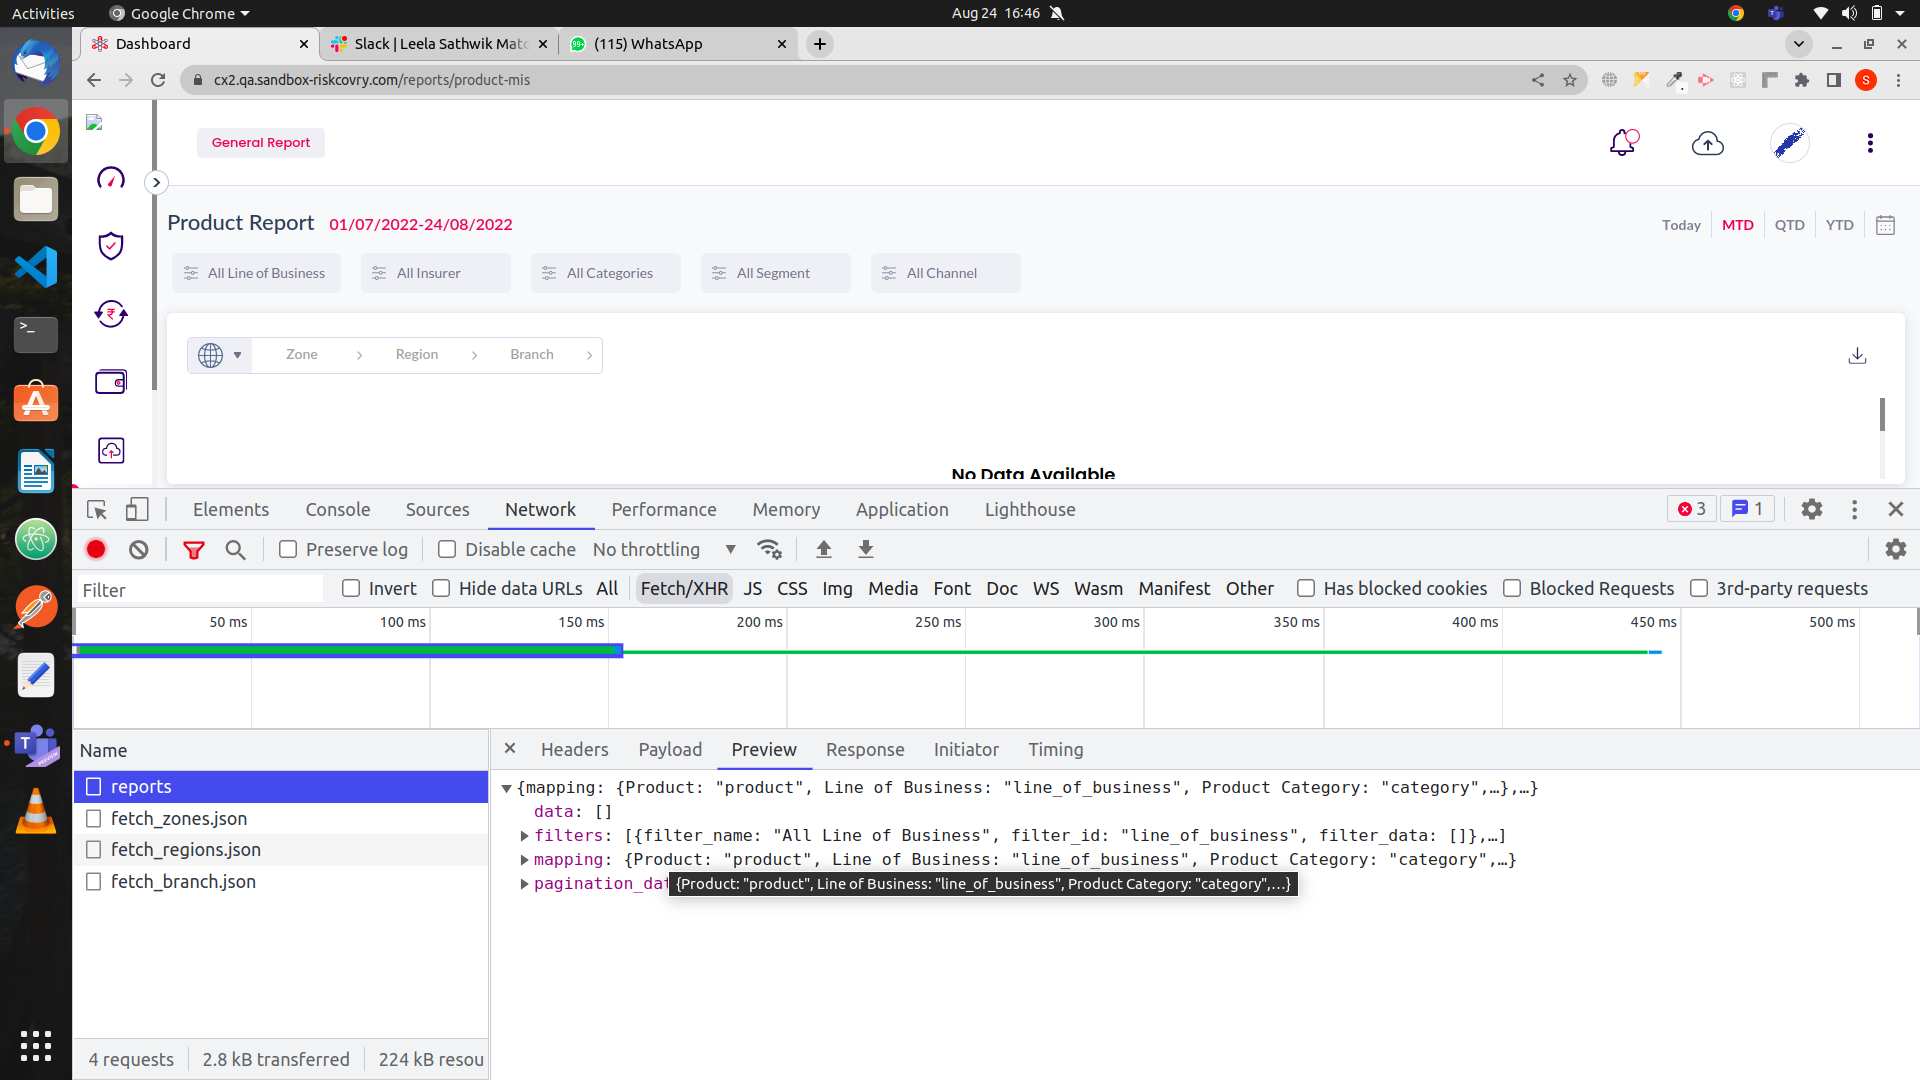 Activities
Google Chrome
Aug 24 16:46
Dashboard
Slack | Leela Sathwik Matc
(115) WhatsApp
99+
cx2.qa.sandbox-riskcovry.com/reports/product-mis
S
General Report
Product Report 01/07/2022-24/08/2022
Today MTD QTD YTD
All Line of Business All Insurer All Categories All Segment All Channel
Zone Region Branch
No Data Available
Elements Console Sources Network Performance Memory Application Lighthouse
3 1
Preserve log Disable cache No throttling
Filter Invert Hide data URLs All Fetch/XHR JS CSS Img Media Font Doc WS Wasm Manifest Other Has blocked cookies Blocked Requests 3rd-party requests
50 ms 100 ms 150 ms 200 ms 250 ms 300 ms 350 ms 400 ms 450 ms 500 ms
Name
Headers Payload Preview Response Initiator Timing
reports
fetch_zones.json
fetch_regions.json
fetch_branch.json
{mapping: {Product: "product", Line of Business: "line_of_business", Product Category: "category",…},…}
data: []
filters: [{filter_name: "All Line of Business", filter_id: "line_of_business", filter_data: []},…]
mapping: {Product: "product", Line of Business: "line_of_business", Product Category: "category",…}
pagination_dat
{Product: "product", Line of Business: "line_of_business", Product Category: "category",…}
4 requests 2.8 kB transferred 224 kB resou